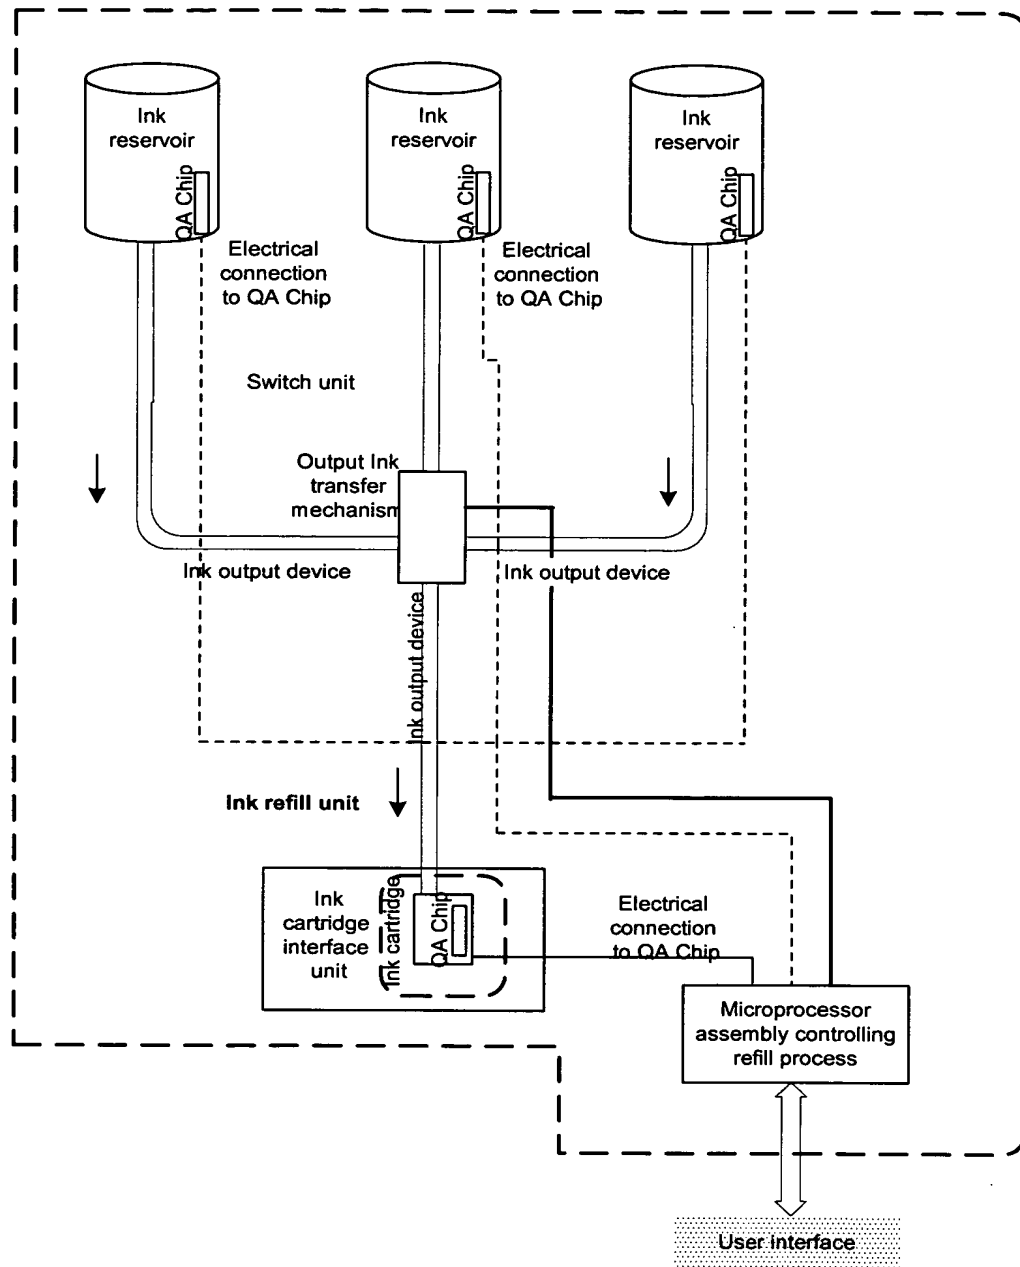 Ink
reservoir
QA Chip
Ink
reservoir
QA Chip
Ink
reservoir
QA Chip
Electrical
connection
to QA Chip
Electrical
connection
to QA Chip
Switch unit
Output Ink
transfer
mechanism
Ink output device
Ink output device
Ink output device
Ink refill unit
Ink
cartridge
interface
unit
Ink cartridge
QA Chip
Electrical
connection
to QA Chip
Microprocessor
assembly controlling
refill process
User interface